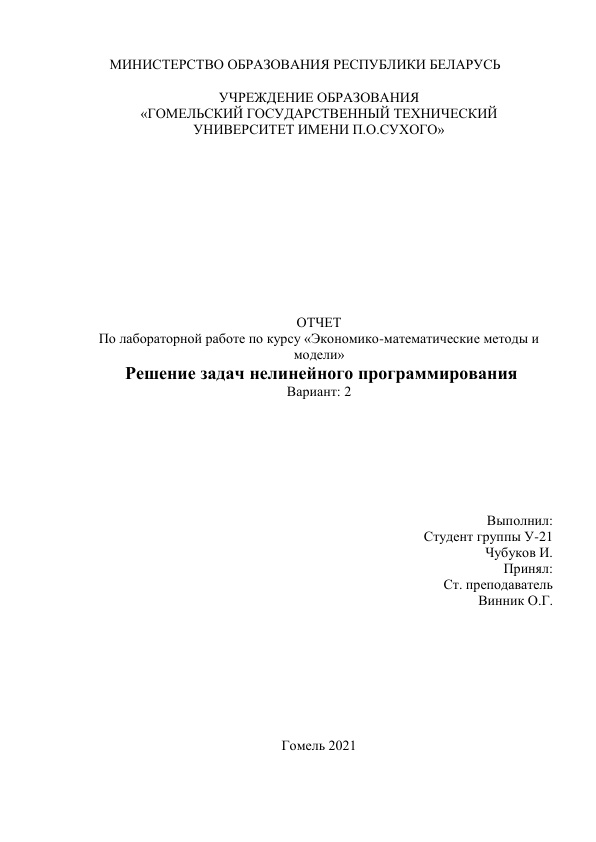 МИНИСТЕРСТВО ОБРАЗОВАНИЯ РЕСПУБЛИКИ БЕЛАРУСЬ
УЧРЕЖДЕНИЕ ОБРАЗОВАНИЯ
«ГОМЕЛЬСКИЙ ГОСУДАРСТВЕННЫЙ ТЕХНИЧЕСКИЙ
УНИВЕРСИТЕТ ИМЕНИ П.О.СУХОГО»
ОТЧЕТ
По лабораторной работе по курсу «Экономико-математические методы и
модели»
Решение задач нелинейного программирования
Вариант: 2
Выполнил:
Студент группы У-21
Чубуков И.
Принял:
Ст. преподаватель
Винник О.Г.
Гомель 2021